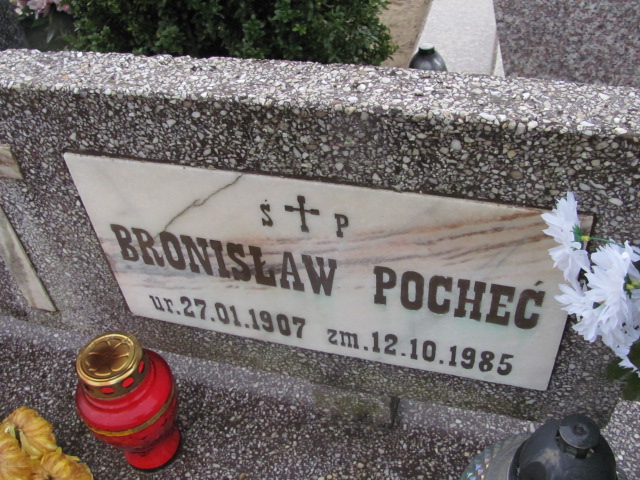 Ś P
BRONISŁAW POCHEĆ
ur.27.01.1907 zm.12.10.1985